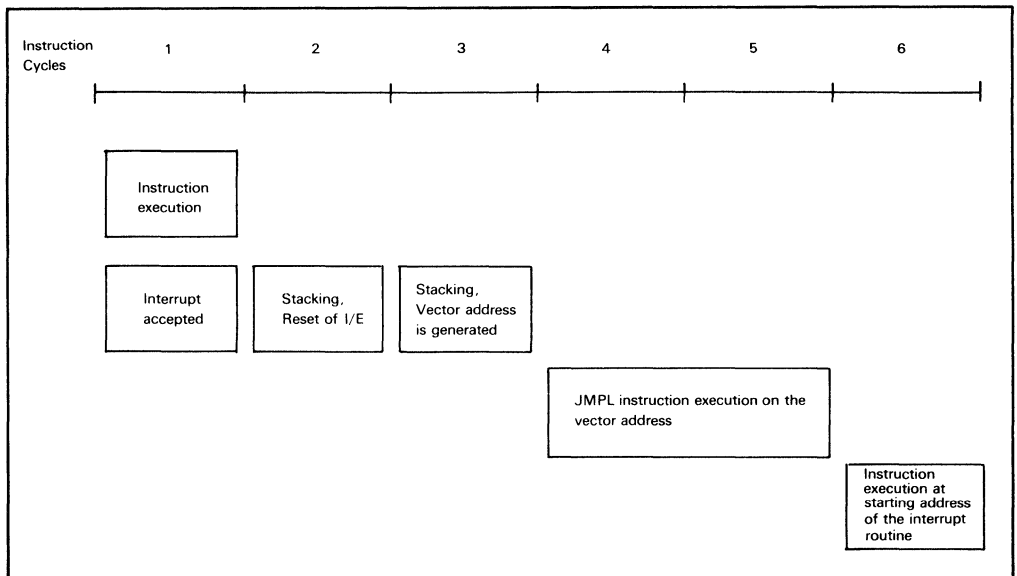 Instruction Cycles
1 2 3 4 5 6
Instruction
execution
Interrupt
accepted
Stacking,
Reset of I/E
Stacking,
Vector address
is generated
JMPL instruction execution on the
vector address
Instruction
execution at
starting address
of the interrupt
routine